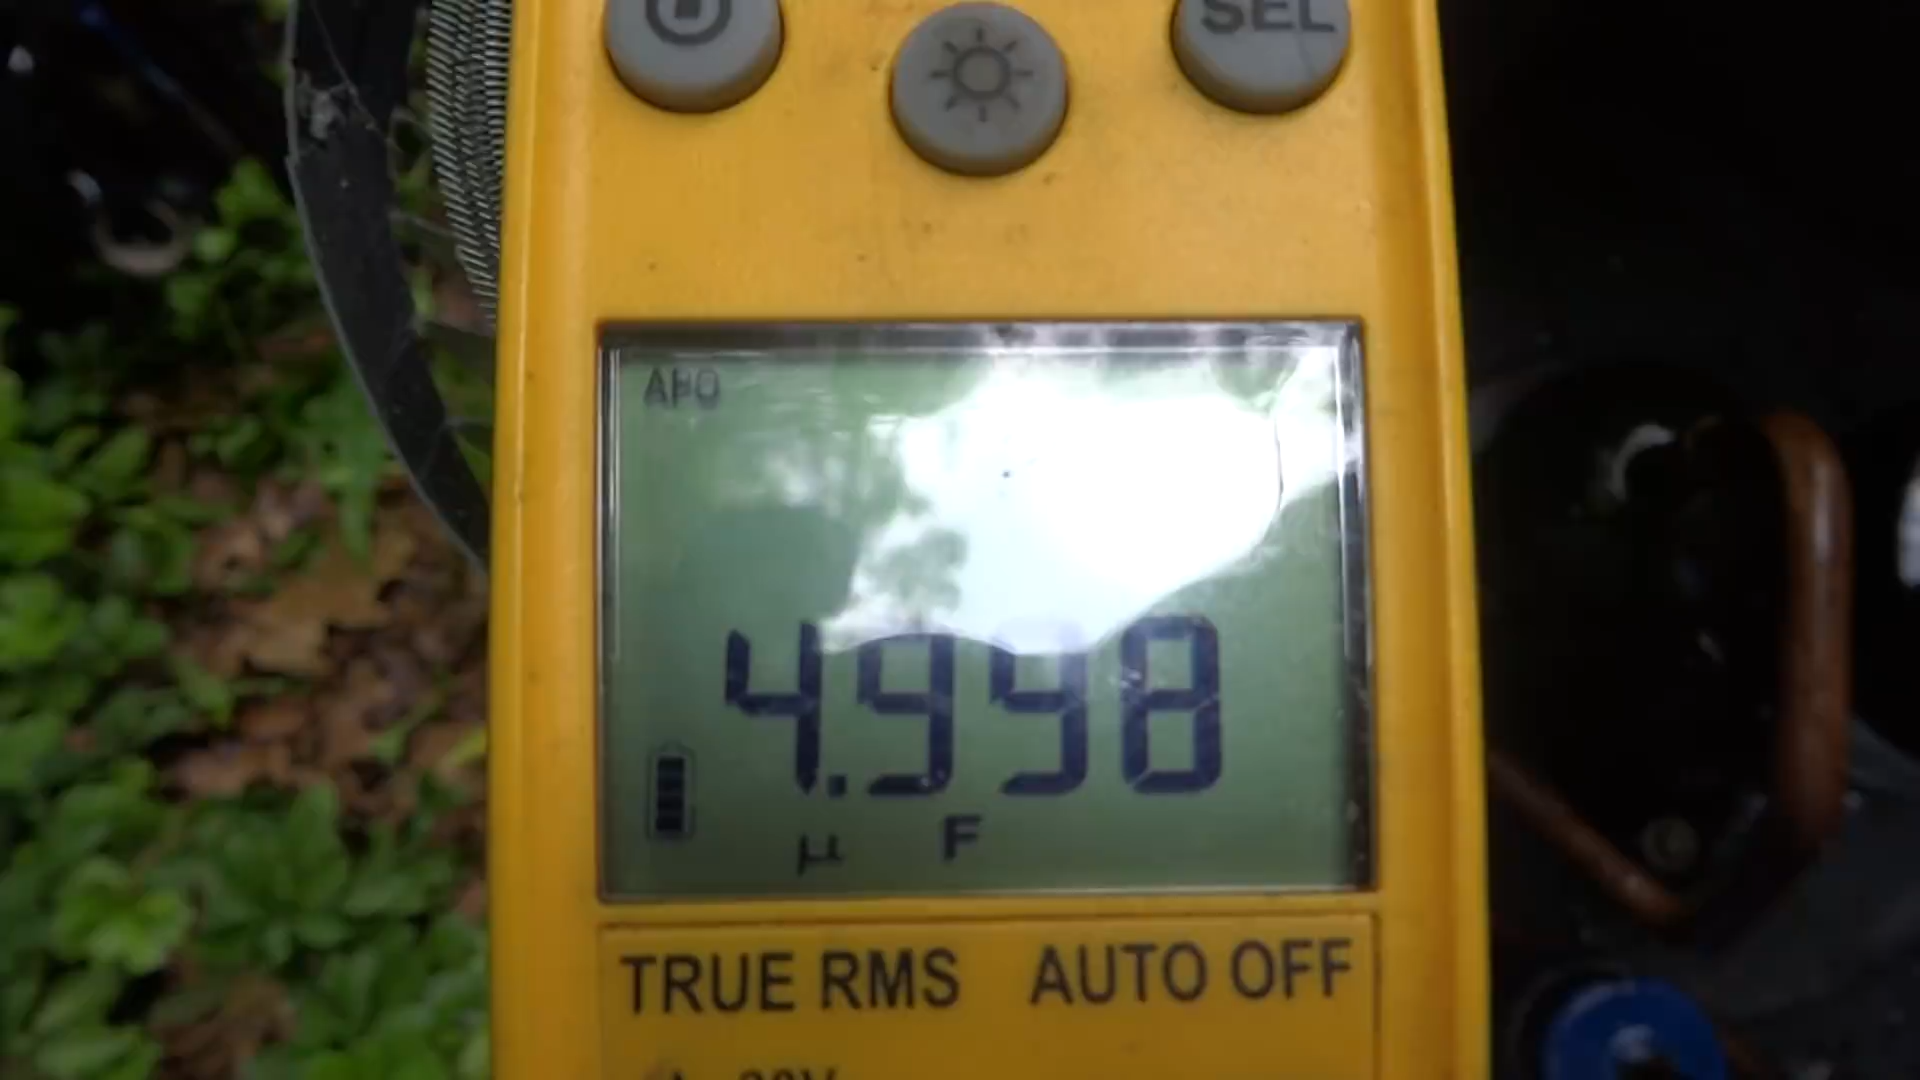 SEL
APO
4.998
μ F
TRUE RMS AUTO OFF